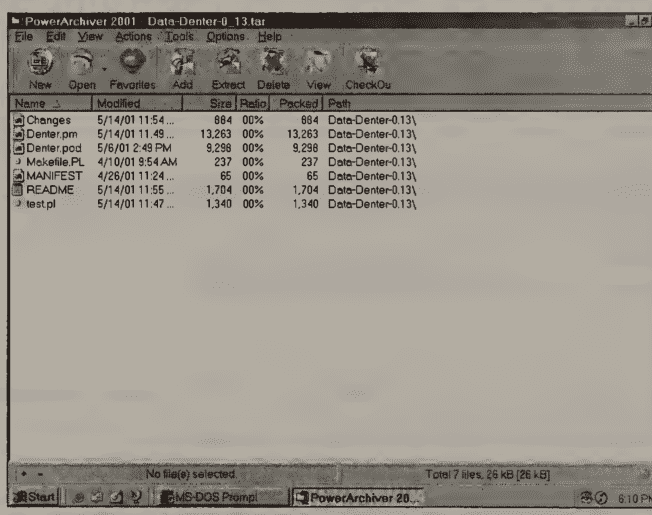 PowerArchiver 2001 Data-Denter-0_13.tar
File Edit View Actions Tools Options Help
New Open Favorites Add Extract Delete View CheckOu
Name Modified Size Ratio Packed Path
Changes 5/14/01 11:54 ... 884 00% 884 Data-Denter-0.13\
Denter.pm 5/14/01 11:49 ... 13,263 00% 13,263 Data-Denter-0.13\
Denter.pod 5/6/01 2:49 PM 9,298 00% 9,298 Data-Denter-0.13\
Makefile.PL 4/10/01 9:54 AM 237 00% 237 Data-Denter-0.13\
MANIFEST 4/26/01 11:24 ... 65 00% 65 Data-Denter-0.13\
README 5/14/01 11:55 ... 1,704 00% 1,704 Data-Denter-0.13\
test.pl 5/14/01 11:47 ... 1,340 00% 1,340 Data-Denter-0.13\
No file(s) selected Total 7 files, 26 kB [26 kB]
Start MS-DOS Prompt PowerArchiver 20... 6:10 PM